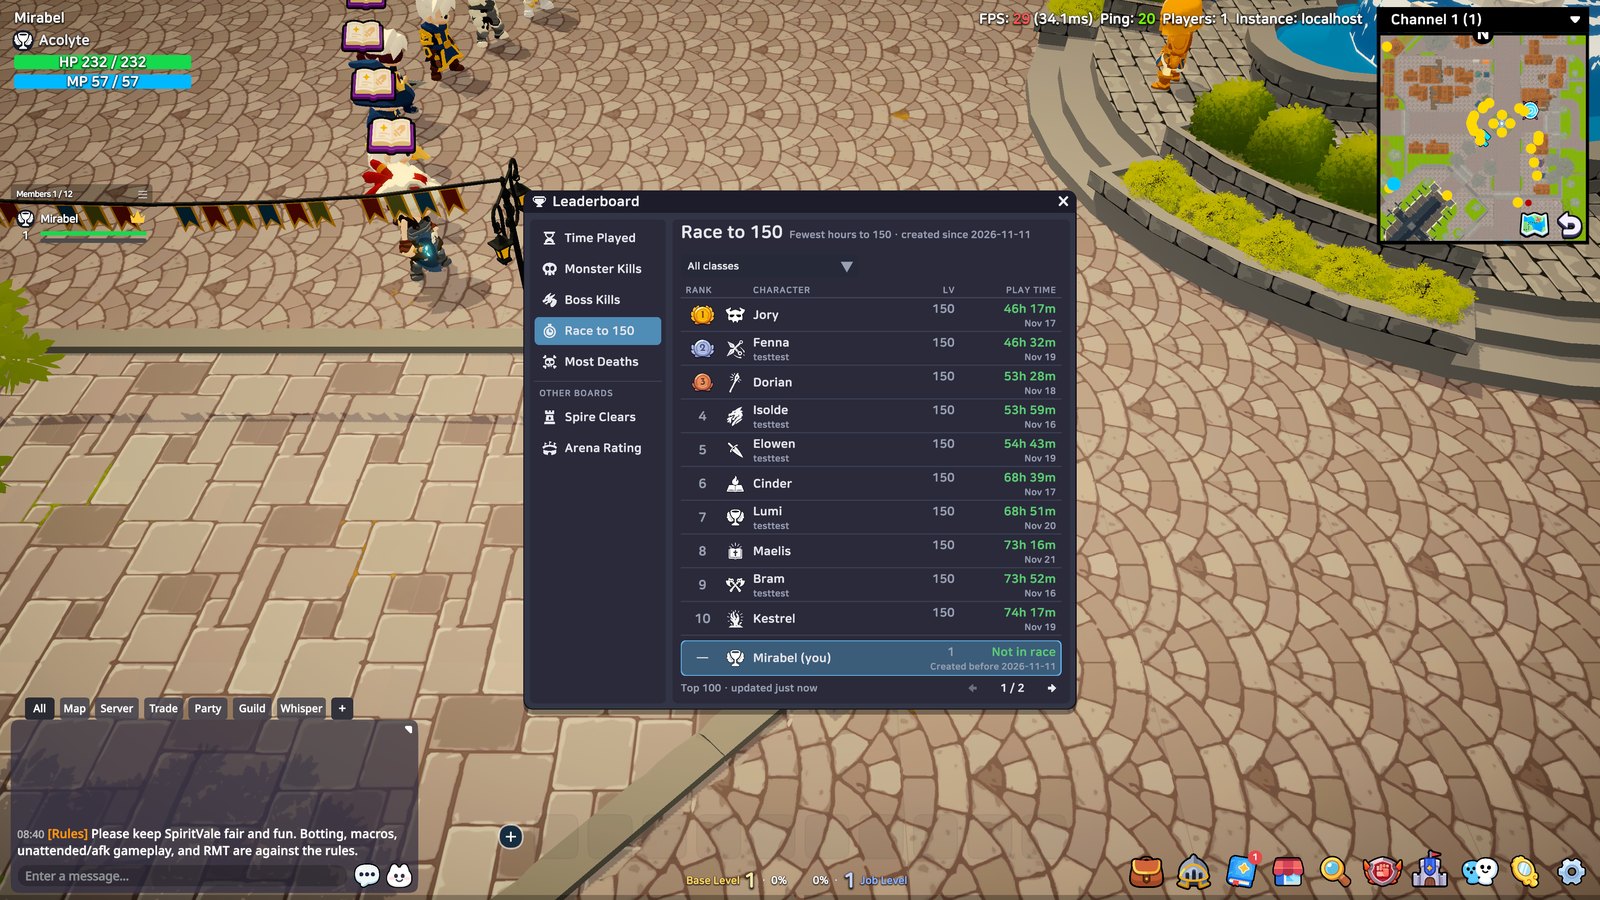 Mirabel
Acolyte
HP 232 / 232
MP 57 / 57
FPS: 29 (34.1ms) Ping: 20 Players: 1 Instance: localhost
Channel 1 (1)
N
Members 1 / 12
Mirabel
1
Leaderboard
Time Played
Monster Kills
Boss Kills
Race to 150
Most Deaths
OTHER BOARDS
Spire Clears
Arena Rating
Race to 150 Fewest hours to 150 · created since 2026-11-11
All classes
RANK CHARACTER LV PLAY TIME
1 Jory 150 46h 17m
Nov 17
2 Fenna 150 46h 32m
testtest Nov 19
3 Dorian 150 53h 28m
Nov 18
4 Isolde 150 53h 59m
testtest Nov 16
5 Elowen 150 54h 43m
testtest Nov 19
6 Cinder 150 68h 39m
Nov 17
7 Lumi 150 68h 51m
testtest Nov 20
8 Maelis 150 73h 16m
Nov 21
9 Bram 150 73h 52m
testtest Nov 16
10 Kestrel 150 74h 17m
Nov 19
— Mirabel (you) 1 Not in race
Created before 2026-11-11
Top 100 · updated just now 1 / 2
All Map Server Trade Party Guild Whisper +
08:40 [Rules] Please keep SpiritVale fair and fun. Botting, macros,
unattended/afk gameplay, and RMT are against the rules.
Enter a message...
Base Level 1 · 0% 0% · 1 Job Level
1